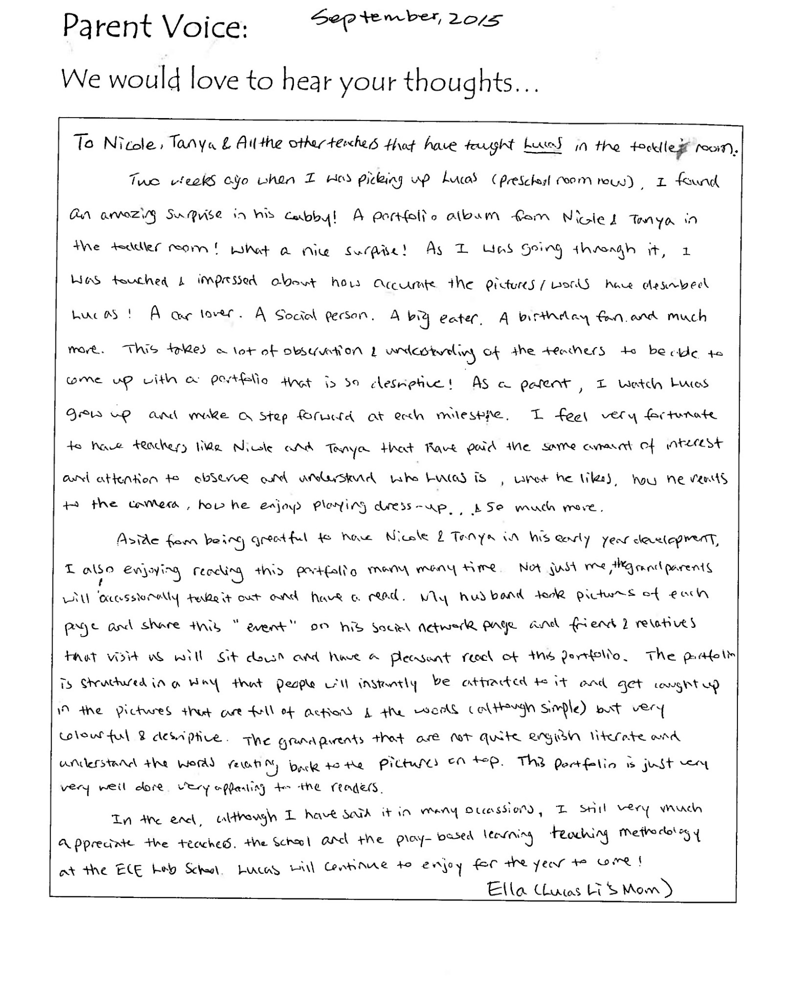 Parent Voice: September, 2015
We would love to hear your thoughts...
To Nicole, Tanya & All the other teachers that have taught Lucas in the toddler room.
Two weeks ago when I was picking up Lucas (preschool room now), I found
an amazing surprise in his cubby! A portfolio album from Nicole & Tanya in
the toddler room! What a nice surprise! As I was going through it, I
was touched & impressed about how accurate the pictures/words have described
Lucas! A car lover. A social person. A big eater. A birthday fan. and much
more. This takes a lot of observation & understanding of the teachers to be able to
come up with a portfolio that is so desriptive! As a parent, I watch Lucas
grow up and make a step forward at each milestone. I feel very fortunate
to have teachers like Nicole and Tanya that have paid the same amount of interest
and attention to observe and understand who Lucas is, what he likes, how he reacts
to the camera, how he enjoys playing dress-up... & so much more.
Aside from being greatful to have Nicole & Tanya in his early year development,
I also enjoying reading this portfolio many many time. Not just me, the grandparents
will accassionally take it out and have a read. My husband took pictures of each
page and share this "event" on his social network page and friend & relatives
that visit us will sit down and have a pleasant read of this portfolio. The portfolio
is structured in a way that people will instantly be attracted to it and get caught up
in the pictures that are full of actions & the words (although simple) but very
colourful & desriptive. The grandparents that are not quite english literate and
understand the words relating back to the pictures on top. This portfolio is just very
very well done. very appealing to the readers.
In the end, although I have said it in many occassions, I still very much
appreciate the teachers. the school and the play-based learning teaching methodology
at the ECE Lab School. Lucas will continue to enjoy for the year to come!
Ella (Lucas Li's Mom)